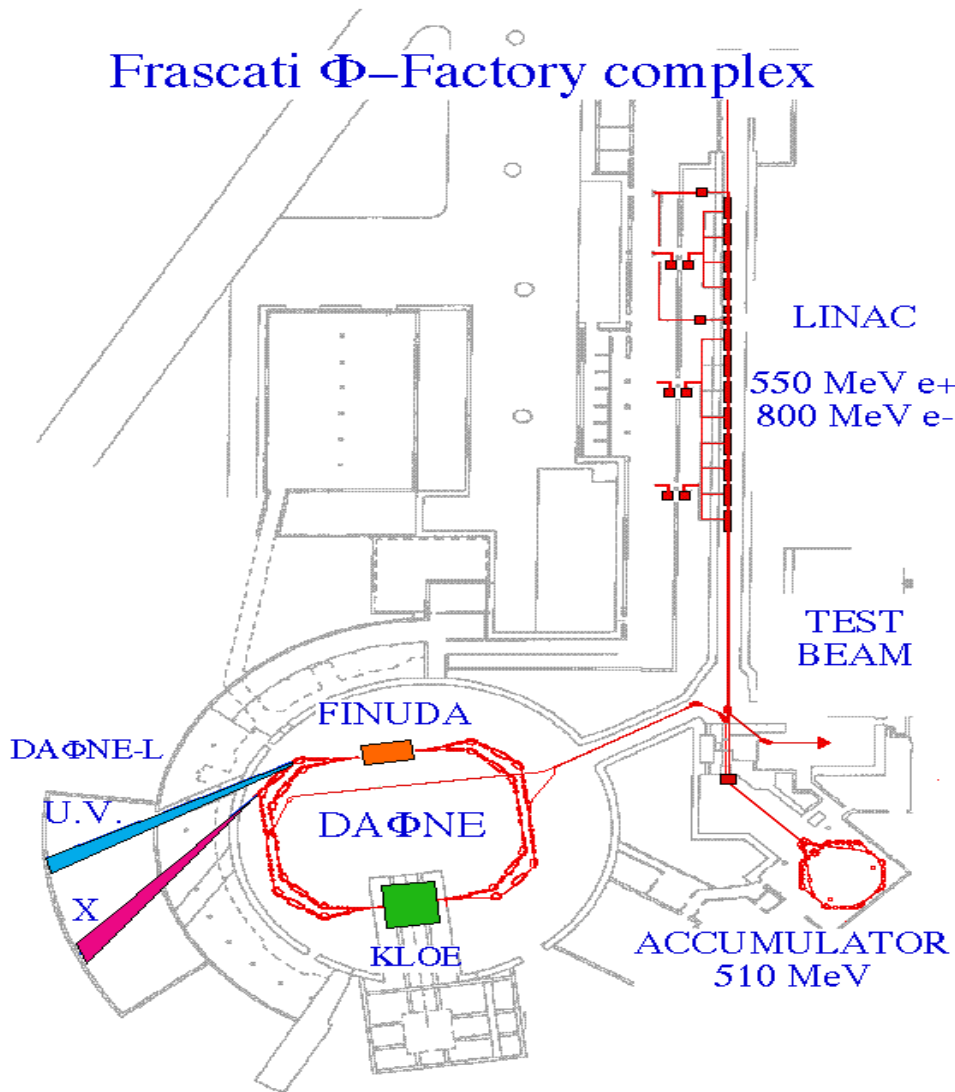 Frascati Φ–Factory complex
LINAC
550 MeV e+
800 MeV e-
TEST
BEAM
FINUDA
DAΦNE-L
U.V.
DAΦNE
X
KLOE
ACCUMULATOR
510 MeV